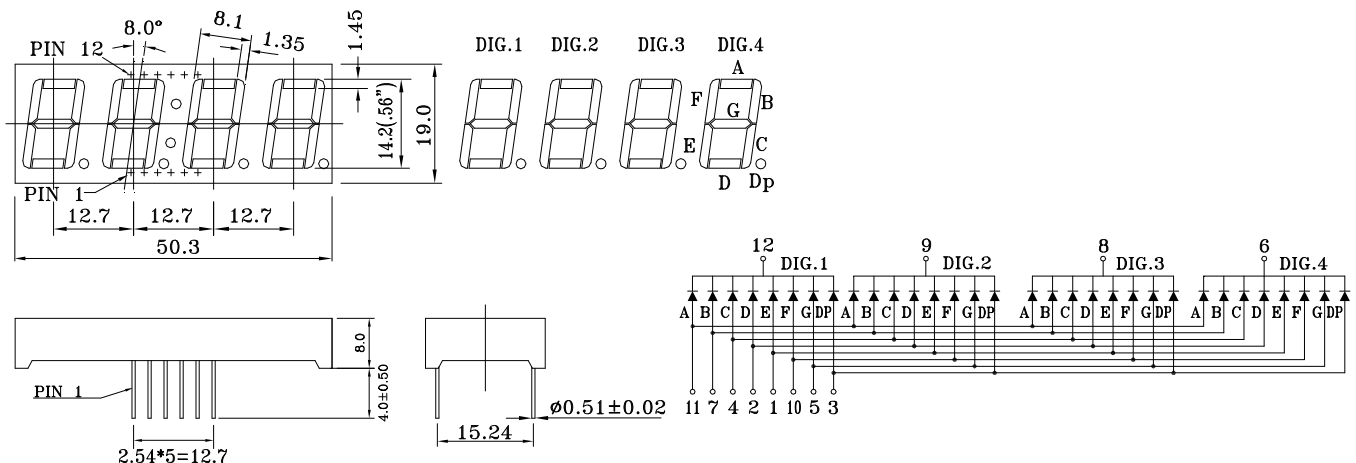 8.0°
8.1
1.35
1.45
PIN 12
14.2(.56")
19.0
PIN 1
12.7 12.7 12.7
50.3
DIG.1 DIG.2 DIG.3 DIG.4
A
F
B
G
E
C
D
Dp
12 9 8 6
DIG.1 DIG.2 DIG.3 DIG.4
A B C D E F G DP A B C D E F G DP A B C D E F G DP A B C D E F G DP
11 7 4 2 1 10 5 3
8.0
4.0±0.50
PIN 1
2.54*5=12.7
15.24
Ø0.51±0.02